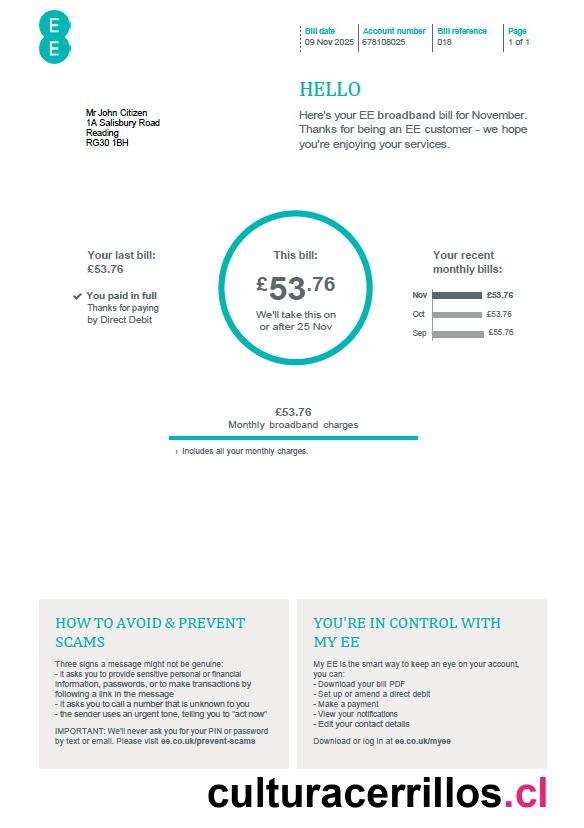 E
E
Bill date
09 Nov 2025
Account number
678108025
Bill reference
018
Page
1 of 1
HELLO
Here's your EE broadband bill for November.
Thanks for being an EE customer - we hope
you're enjoying your services.
Mr John Citizen
1A Salisbury Road
Reading
RG30 1BH
Your last bill:
£53.76
You paid in full
Thanks for paying
by Direct Debit
This bill:
£53.76
We'll take this on
or after 25 Nov
Your recent
monthly bills:
Nov £53.76
Oct £53.76
Sep £55.76
£53.76
Monthly broadband charges
› Includes all your monthly charges.
HOW TO AVOID & PREVENT
SCAMS
Three signs a message might not be genuine:
- it asks you to provide sensitive personal or financial
information, passwords, or to make transactions by
following a link in the message
- it asks you to call a number that is unknown to you
- the sender uses an urgent tone, telling you to "act now"
IMPORTANT: We'll never ask you for your PIN or password
by text or email. Please visit ee.co.uk/prevent-scams
YOU'RE IN CONTROL WITH
MY EE
My EE is the smart way to keep an eye on your account,
you can:
- Download your bill PDF
- Set up or amend a direct debit
- Make a payment
- View your notifications
- Edit your contact details
Download or log in at ee.co.uk/myee
culturacerrillos.cl